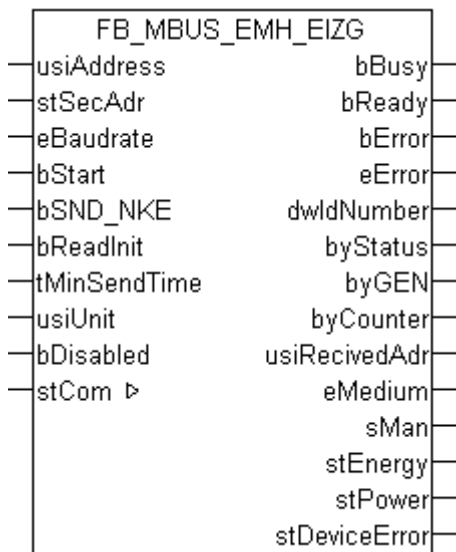 FB_MBUS_EMH_EIZG
usiAddress bBusy
stSecAdr bReady
eBaudrate bError
bStart eError
bSND_NKE dwIdNumber
bReadInit byStatus
tMinSendTime byGEN
usiUnit byCounter
bDisabled usiRecivedAdr
stCom ▷ eMedium
sMan
stEnergy
stPower
stDeviceError